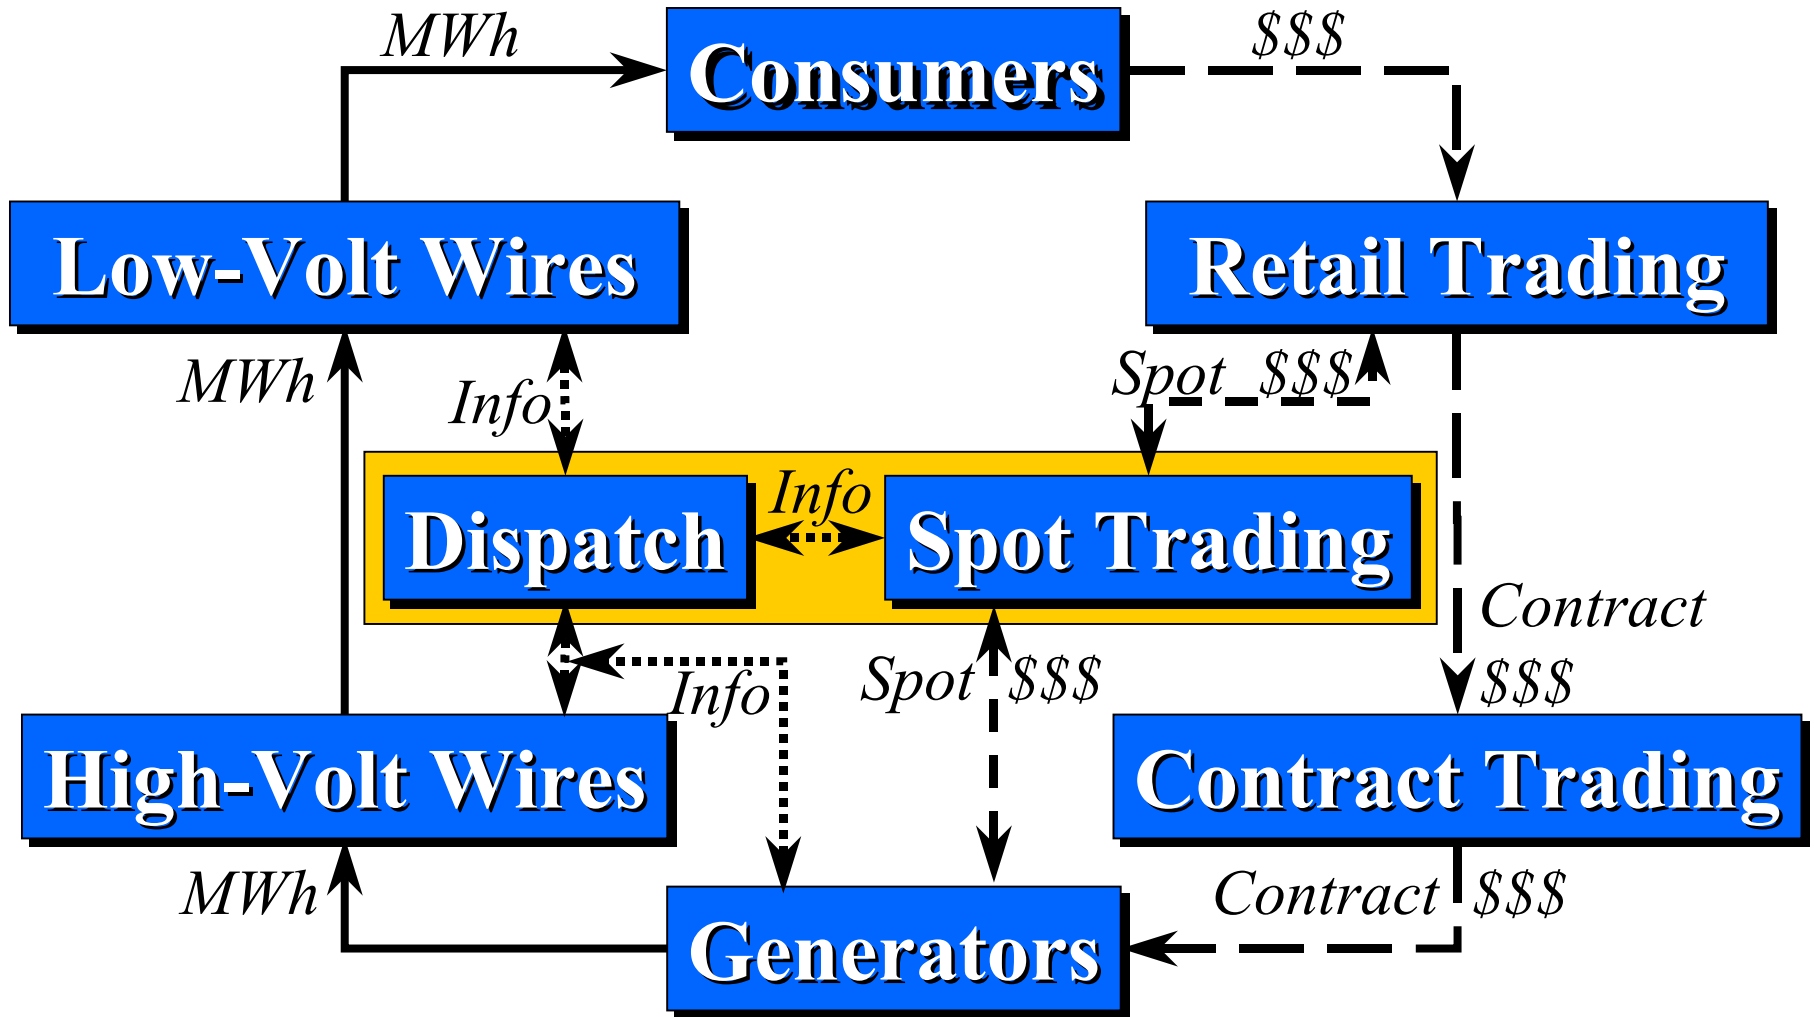 MWh
Consumers
$$$
Low-Volt Wires
Retail Trading
MWh
Info
Spot $$$
Dispatch
Info
Spot Trading
Contract
$$$
Info
Spot $$$
High-Volt Wires
Contract Trading
MWh
Generators
Contract $$$